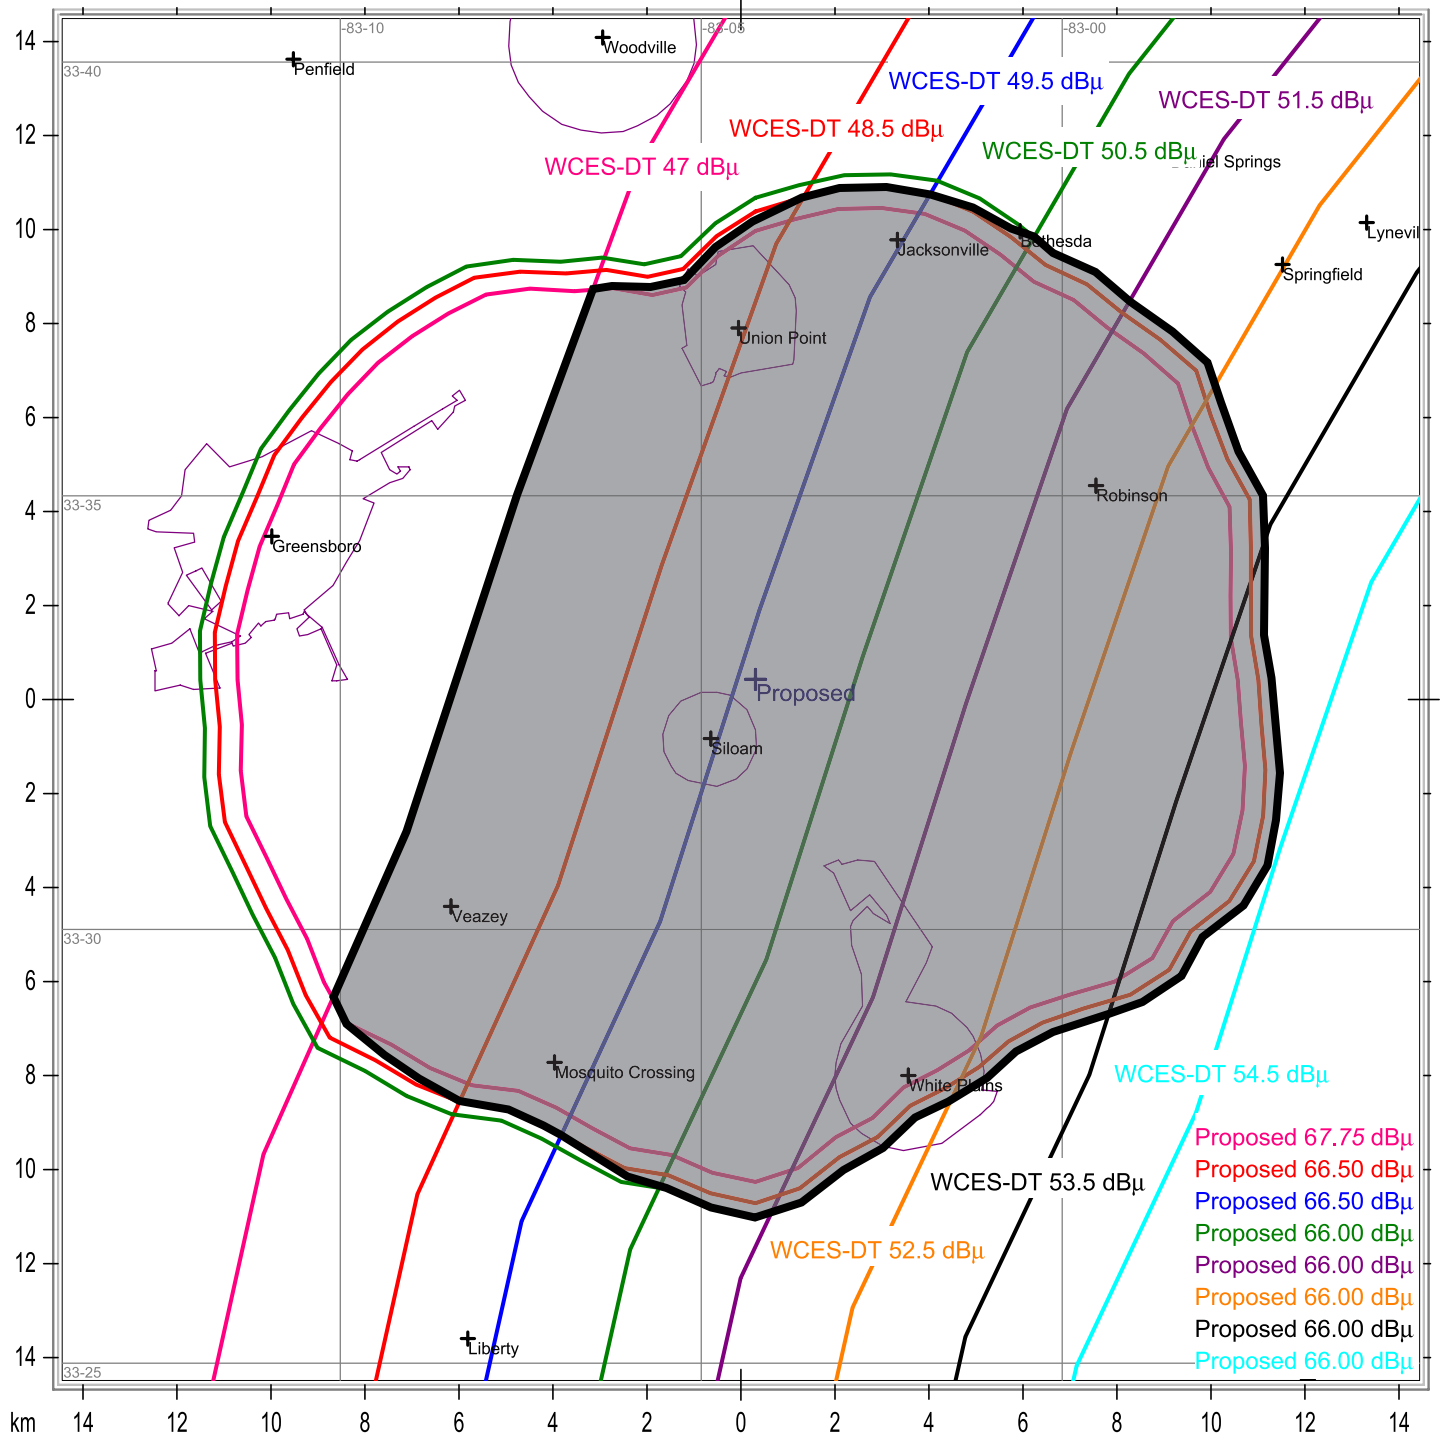 -83-10
-83-05
-83-00
14
Woodville
Penfield
33-40
WCES-DT 49.5 dBµ
WCES-DT 51.5 dBµ
12
WCES-DT 48.5 dBµ
WCES-DT 50.5 dBµ
WCES-DT 47 dBµ
iel Springs
10
Lynevil
Jacksonville
Bethesda
Springfield
8
Union Point
6
Robinson
33-35
4
Greensboro
2
0
Proposed
Siloam
2
4
Veazey
33-30
6
8
Mosquito Crossing
WCES-DT 54.5 dBµ
White Plains
Proposed 67.75 dBµ
10
Proposed 66.50 dBµ
WCES-DT 53.5 dBµ
Proposed 66.50 dBµ
Proposed 66.00 dBµ
WCES-DT 52.5 dBµ
12
Proposed 66.00 dBµ
Proposed 66.00 dBµ
Proposed 66.00 dBµ
Liberty
14
Proposed 66.00 dBµ
33-25
km 14 12 10 8 6 4 2 0 2 4 6 8 10 12 14